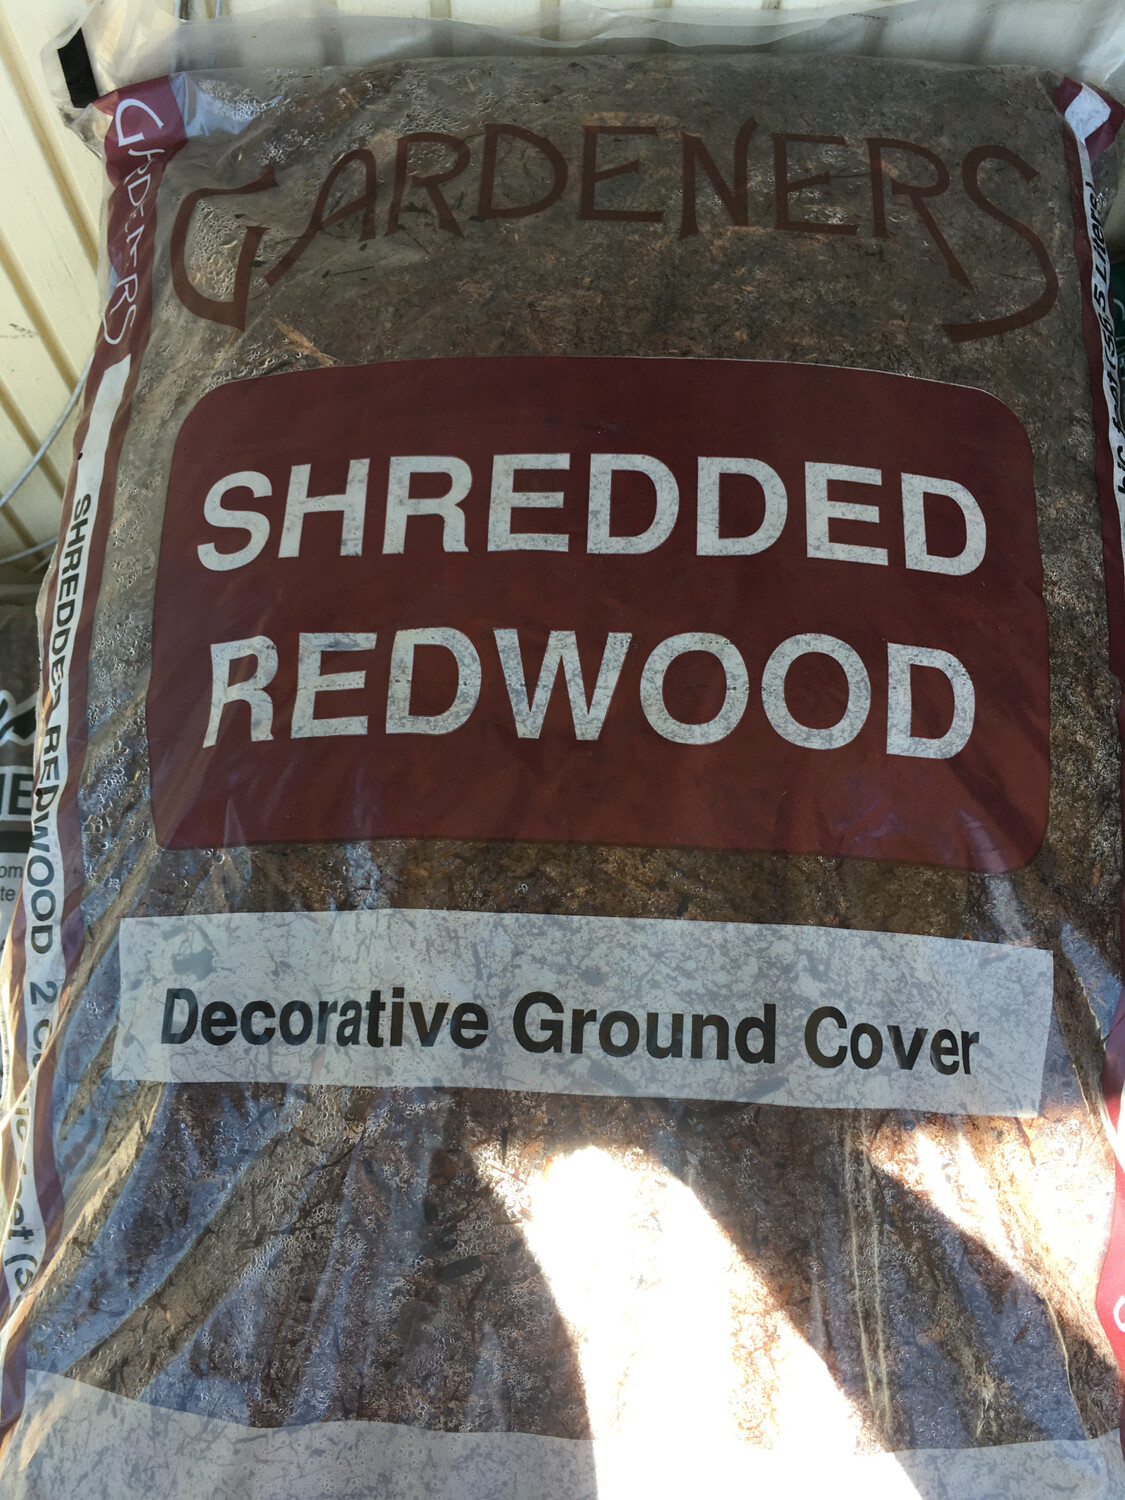 GARDENERS
SHREDDED
REDWOOD
Decorative Ground Cover
GARDENERS
SHREDDED REDWOOD 2